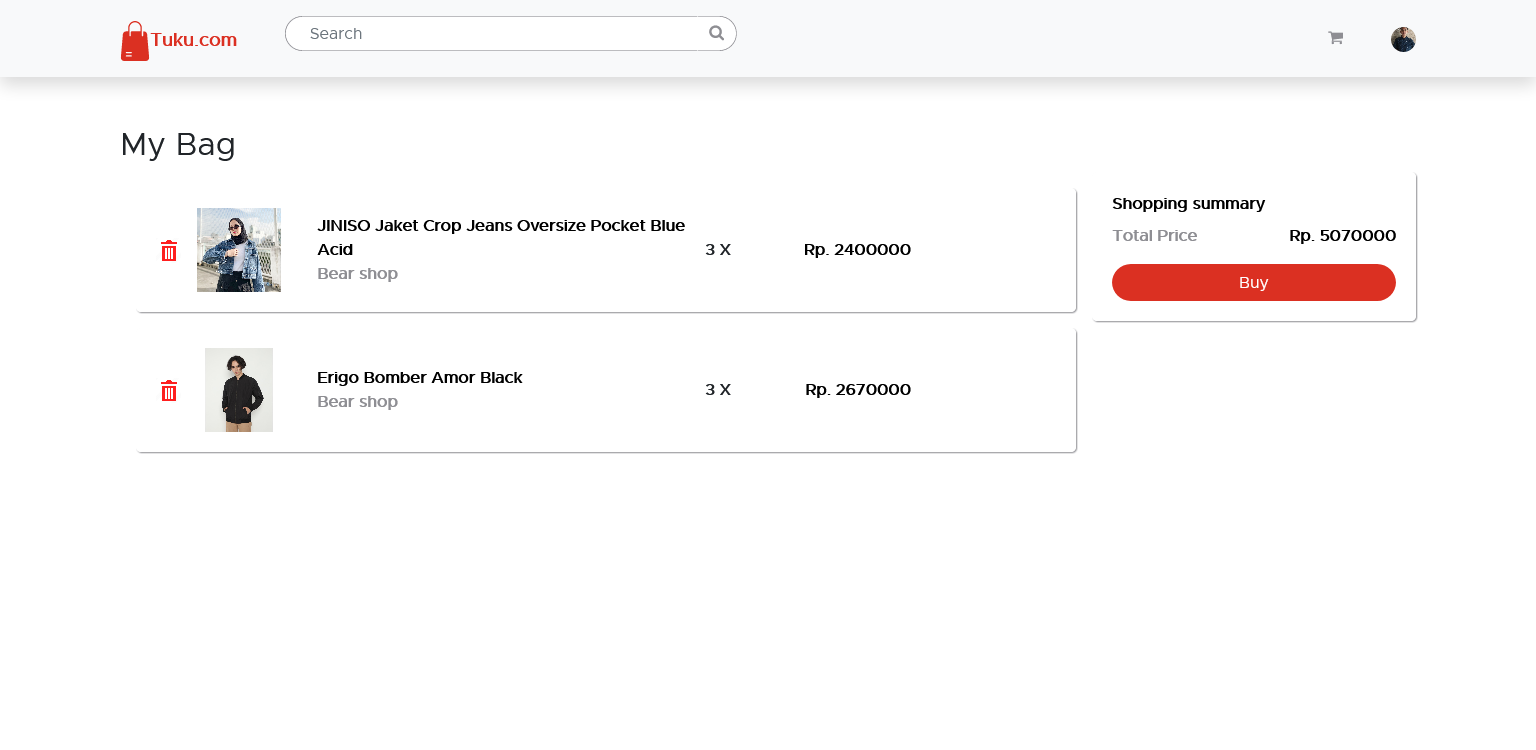 Tuku.com
Search
My Bag
JINISO Jaket Crop Jeans Oversize Pocket Blue
Acid
Bear shop
3 X
Rp. 2400000
Erigo Bomber Amor Black
Bear shop
3 X
Rp. 2670000
Shopping summary
Total Price Rp. 5070000
Buy